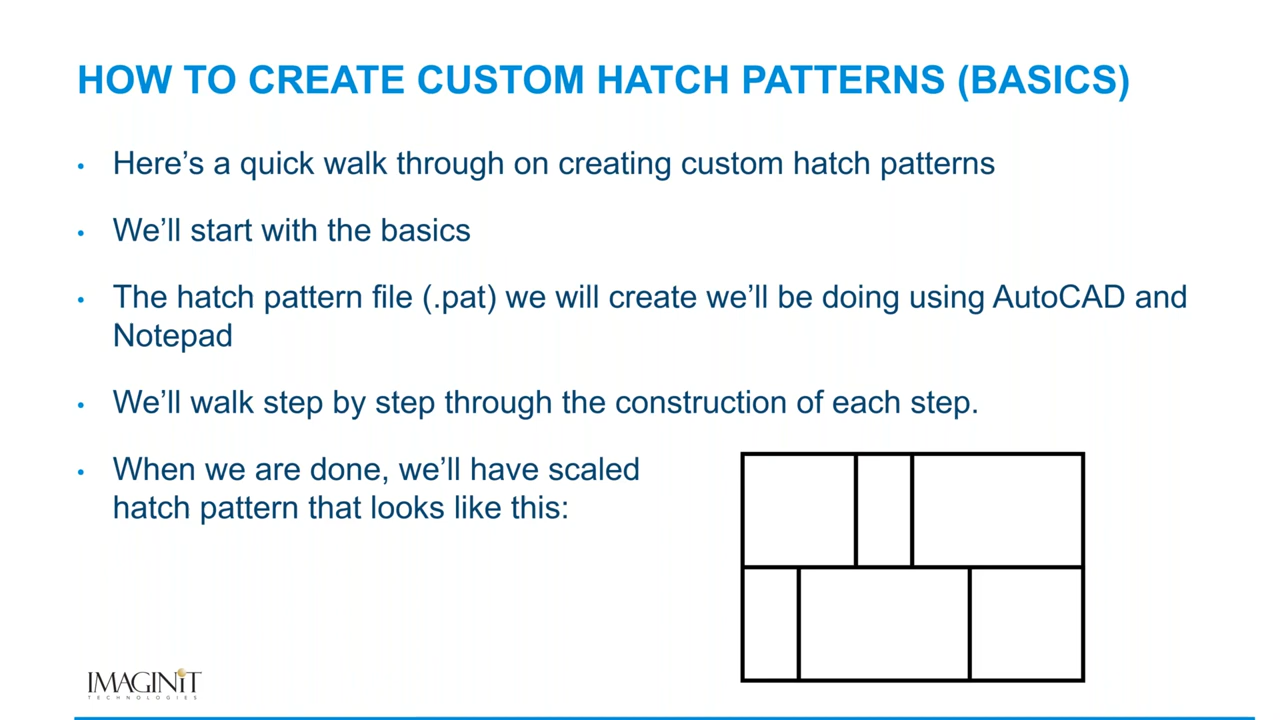 HOW TO CREATE CUSTOM HATCH PATTERNS (BASICS)
• Here’s a quick walk through on creating custom hatch patterns
• We’ll start with the basics
• The hatch pattern file (.pat) we will create we’ll be doing using AutoCAD and
Notepad
• We’ll walk step by step through the construction of each step.
• When we are done, we’ll have scaled
hatch pattern that looks like this:
IMAGINiT
TECHNOLOGIES